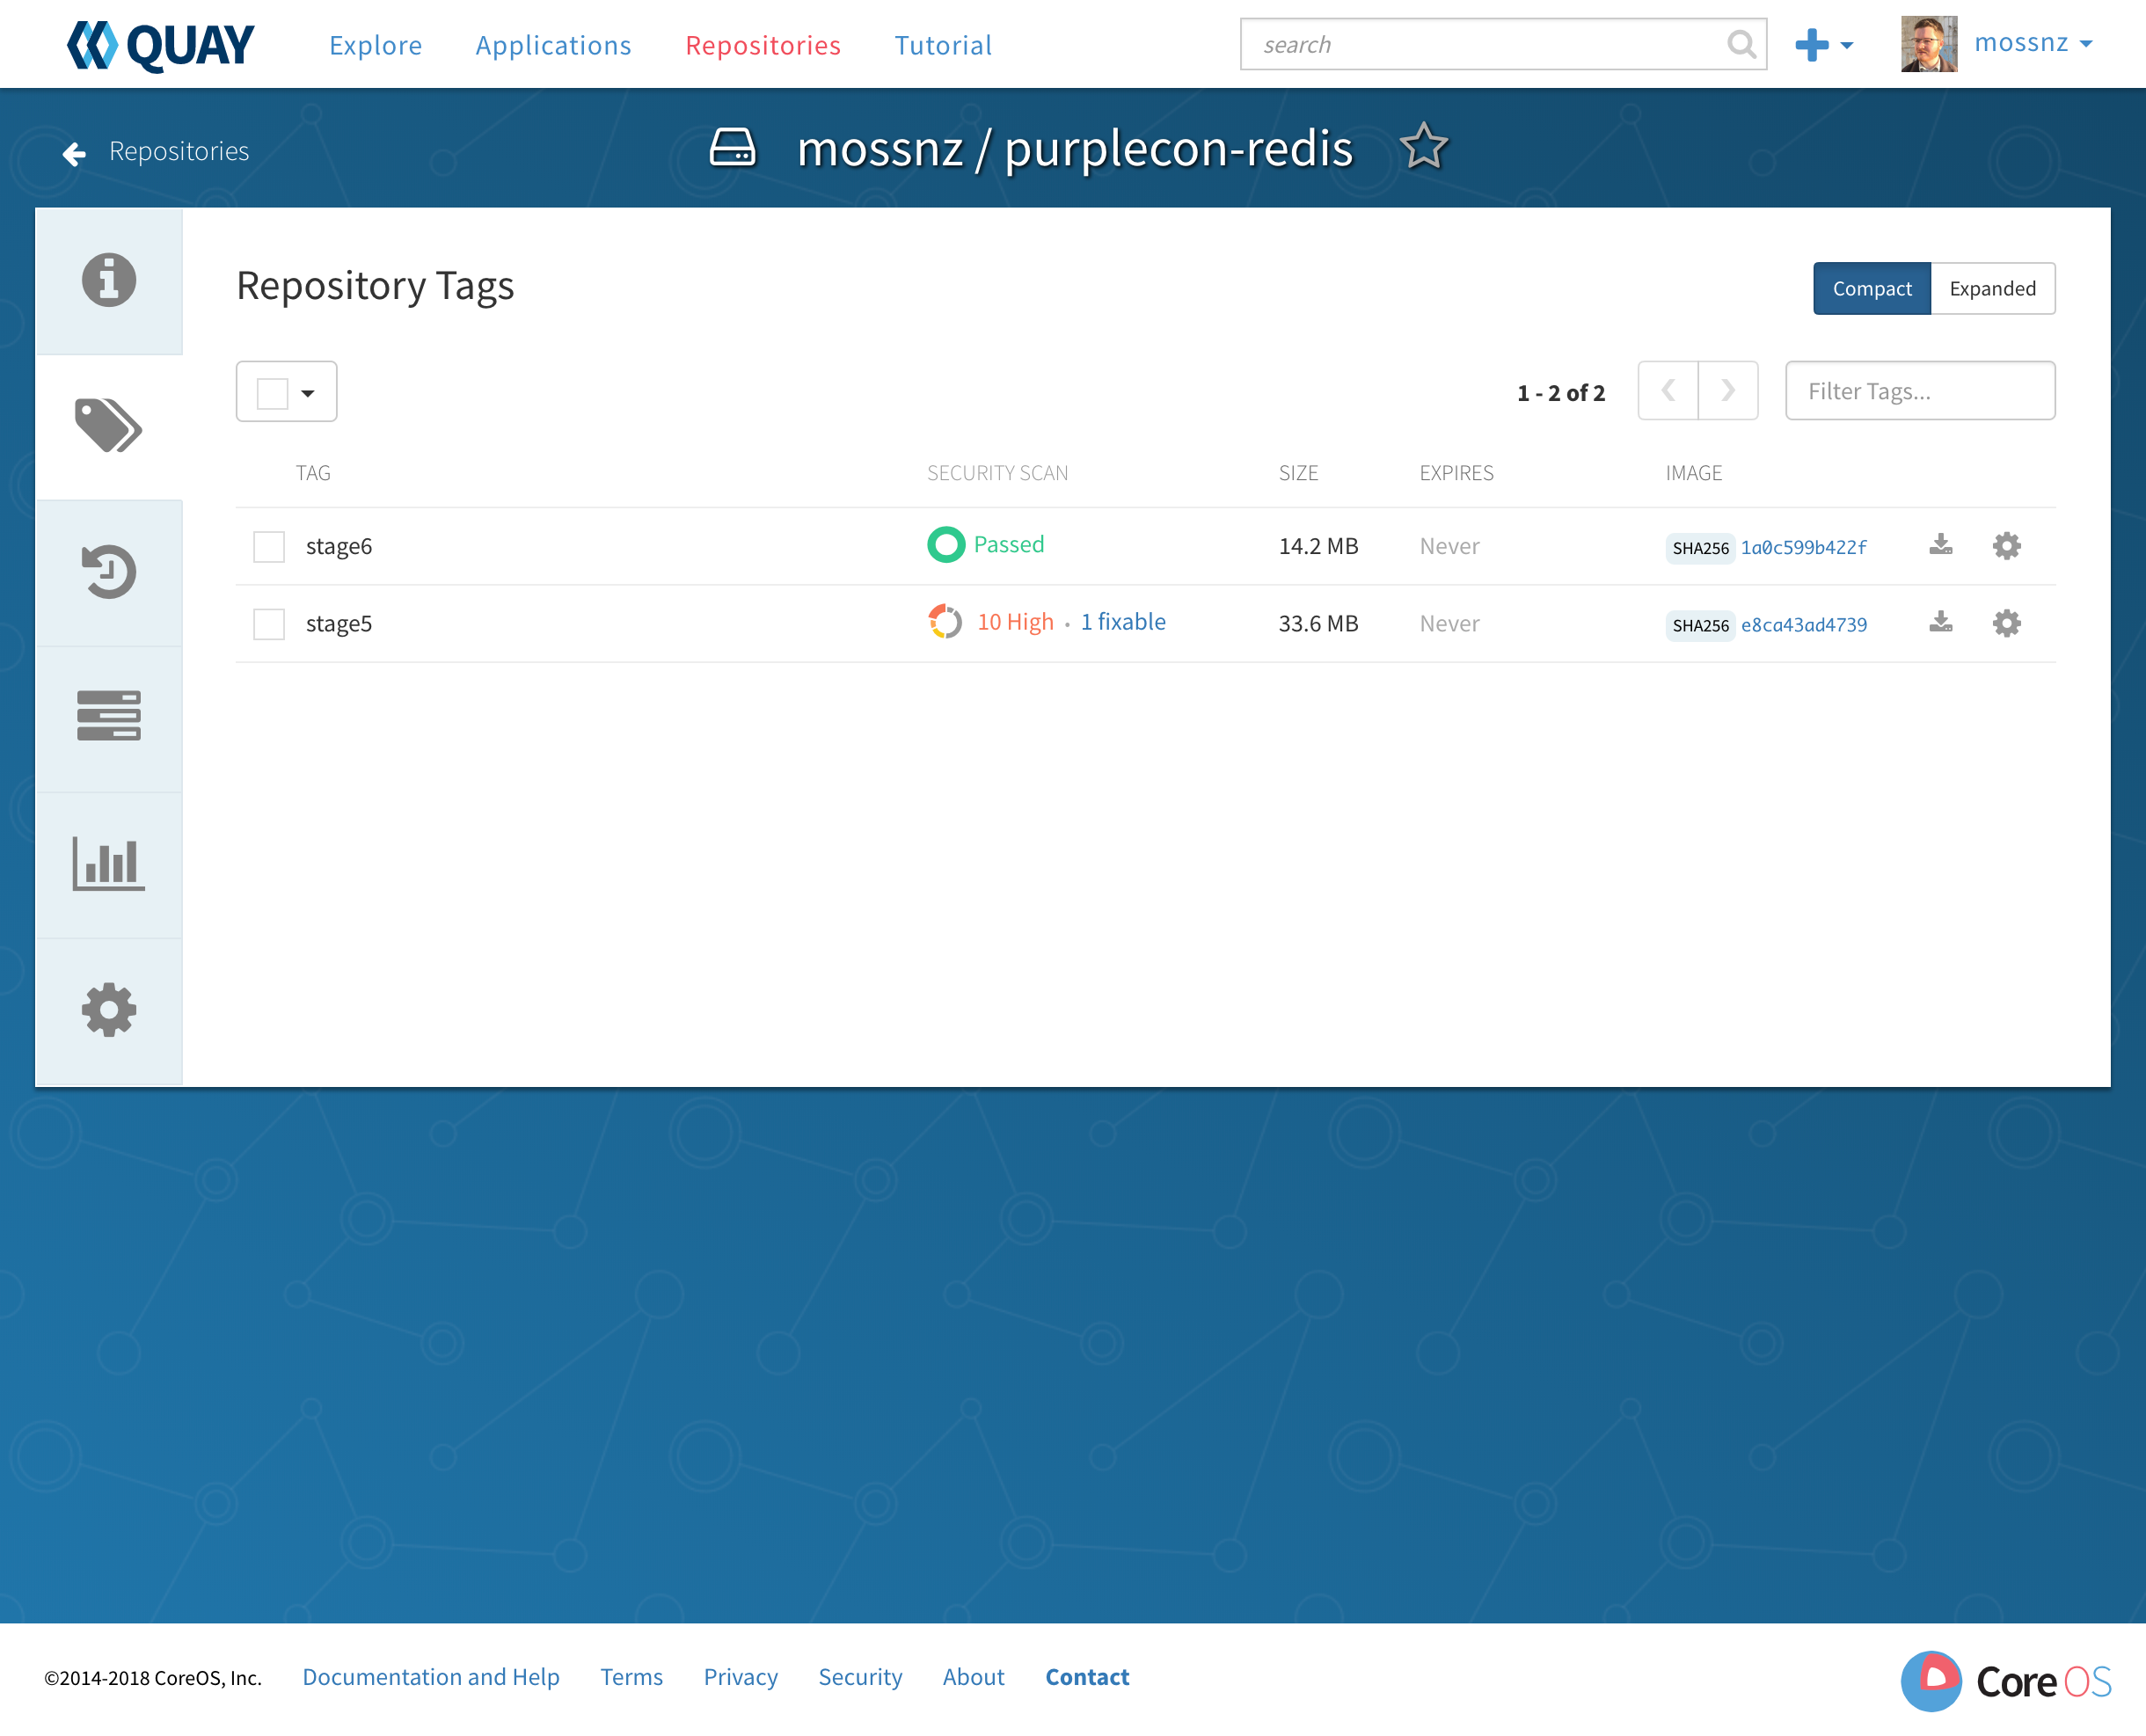 QUAY Explore Applications Repositories Tutorial search mossnz
Repositories mossnz / purplecon-redis
Repository Tags Compact Expanded
1 - 2 of 2 Filter Tags...
TAG SECURITY SCAN SIZE EXPIRES IMAGE
stage6 Passed 14.2 MB Never SHA256 1a0c599b422f
stage5 10 High • 1 fixable 33.6 MB Never SHA256 e8ca43ad4739
©2014-2018 CoreOS, Inc. Documentation and Help Terms Privacy Security About Contact CoreOS